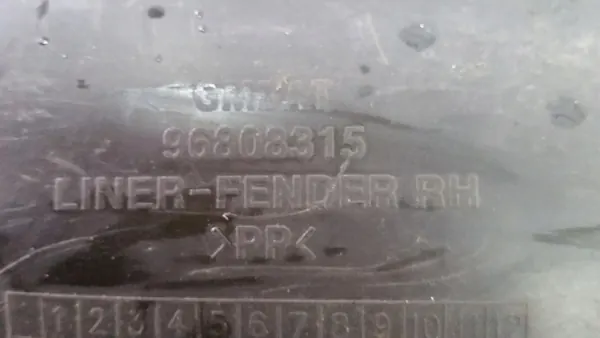 96808315
LINER-FENDER RH
>PP<
1 2 3 4 5 6 7 8 9 10 11 12